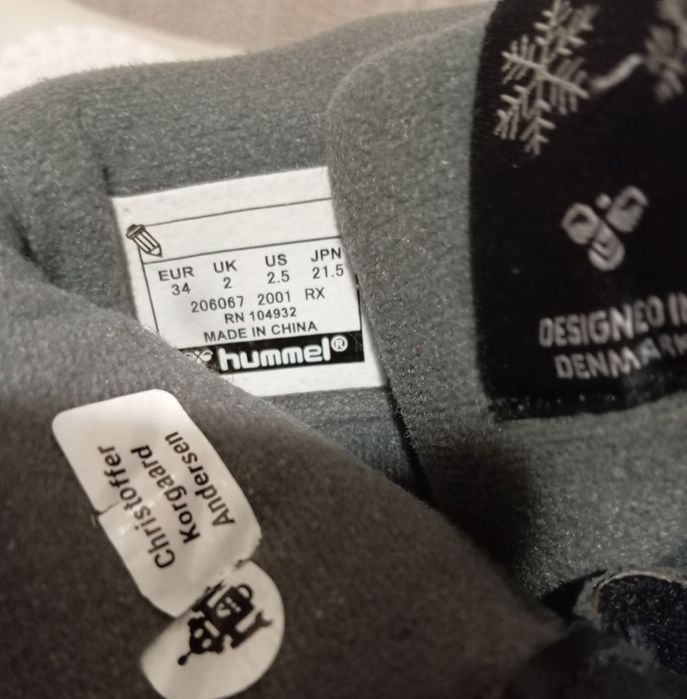 EUR UK US JPN
34 2 2.5 21.5
206067 2001 RX
RN 104932
MADE IN CHINA
hummel®
DESIGNED IN
DENMARK
Christoffer
Korgaard
Andersen